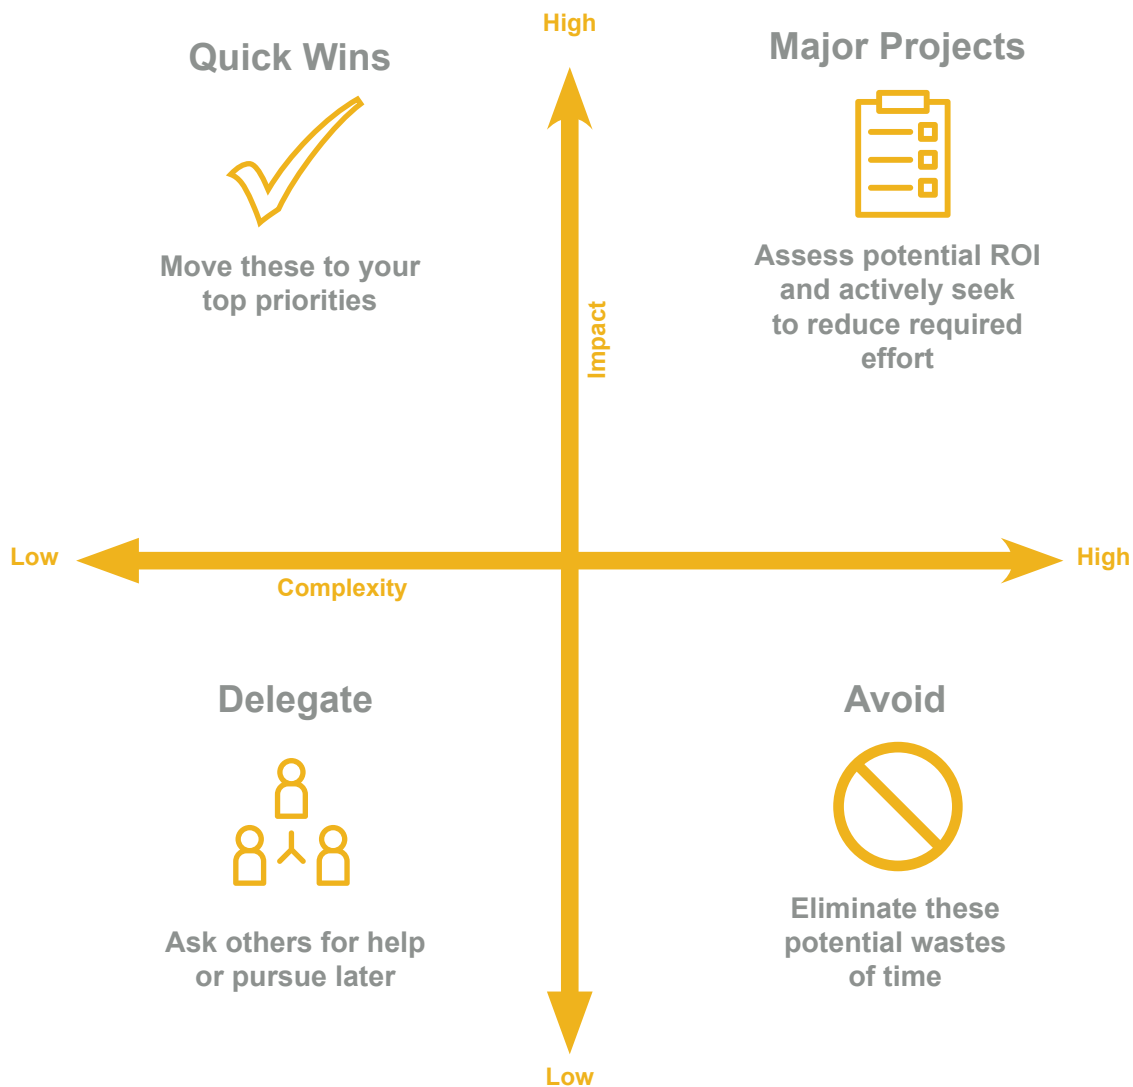 High
Quick Wins
Major Projects
Move these to your
top priorities
Assess potential ROI
and actively seek
to reduce required
effort
Impact
Low
High
Complexity
Delegate
Avoid
Ask others for help
or pursue later
Eliminate these
potential wastes
of time
Low